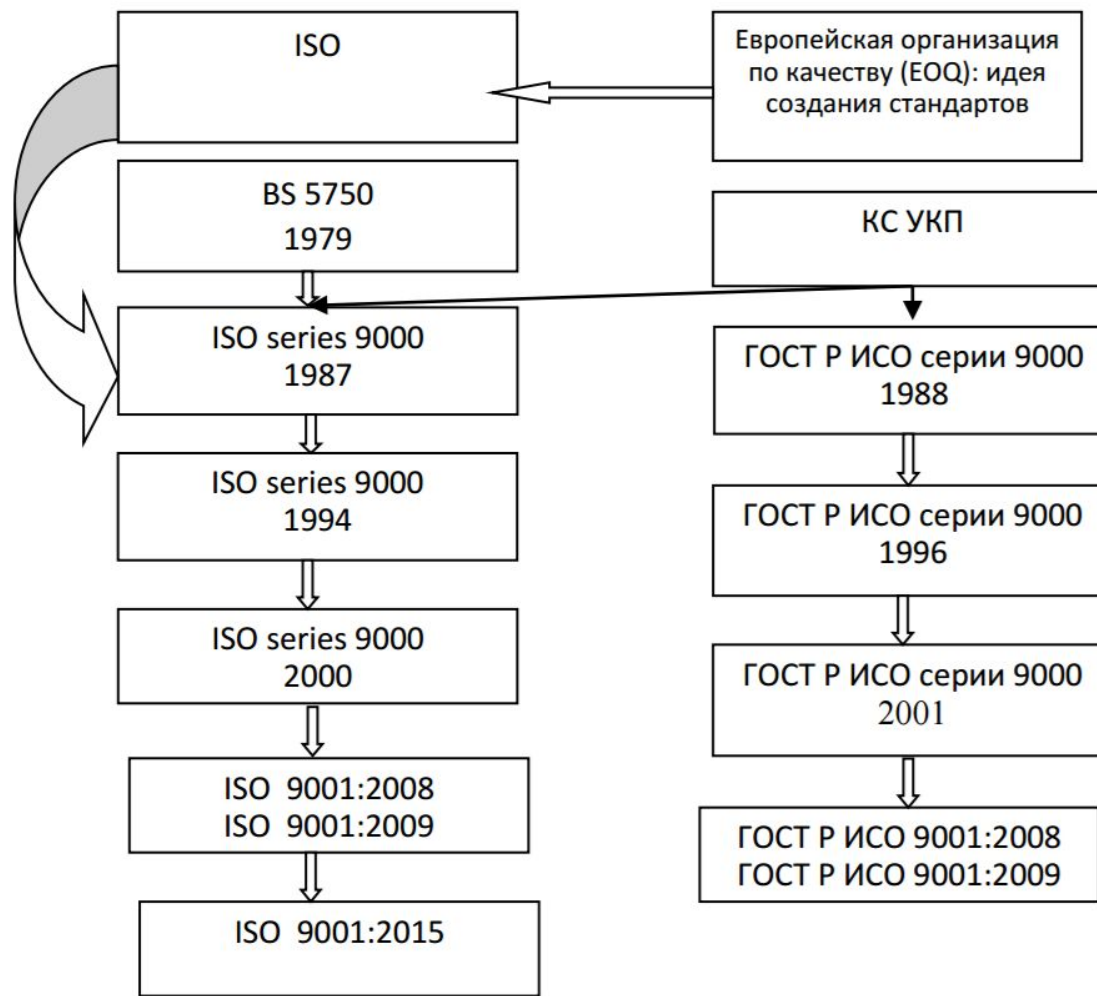 ISO
Европейская организация
по качеству (EOQ): идея
создания стандартов
BS 5750
1979
КС УКП
ISO series 9000
1987
ГОСТ Р ИСО серии 9000
1988
ISO series 9000
1994
ГОСТ Р ИСО серии 9000
1996
ISO series 9000
2000
ГОСТ Р ИСО серии 9000
2001
ISO 9001:2008
ISO 9001:2009
ГОСТ Р ИСО 9001:2008
ГОСТ Р ИСО 9001:2009
ISO 9001:2015